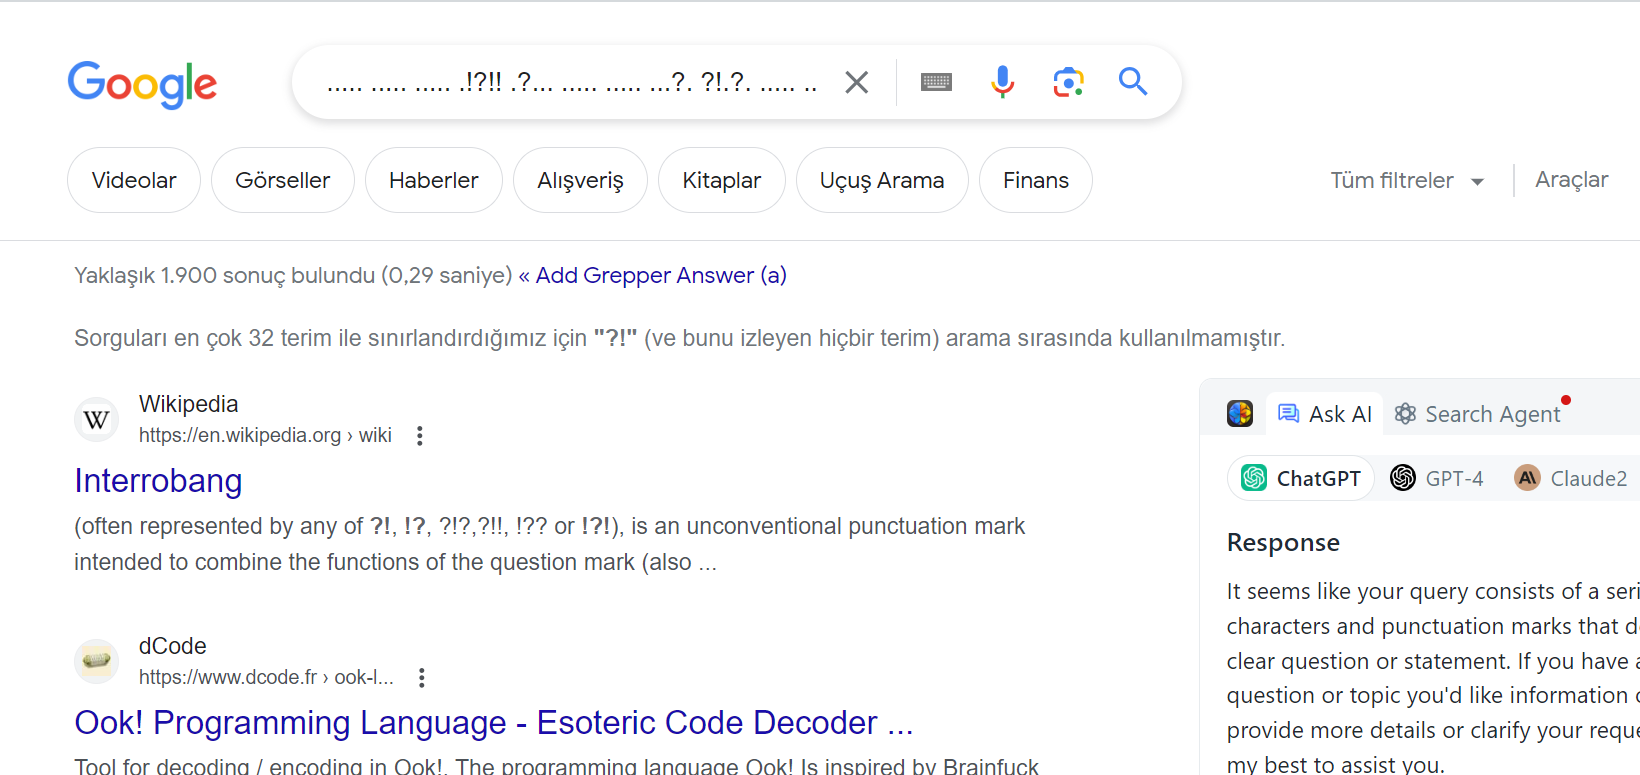 Google
..... ..... ..... .!?!! .?... ..... ..... ...?. ?!.?. ..... ..
Videolar
Görseller
Haberler
Alışveriş
Kitaplar
Uçuş Arama
Finans
Tüm filtreler
Araçlar
Yaklaşık 1.900 sonuç bulundu (0,29 saniye) « Add Grepper Answer (a)
Sorguları en çok 32 terim ile sınırlandırdığımız için "?!" (ve bunu izleyen hiçbir terim) arama sırasında kullanılmamıştır.
W
Wikipedia
https://en.wikipedia.org › wiki
Interrobang
(often represented by any of ?!, !?, ?!?,?!!, !?? or !?!), is an unconventional punctuation mark
intended to combine the functions of the question mark (also ...
dCode
https://www.dcode.fr › ook-l...
Ook! Programming Language - Esoteric Code Decoder ...
Tool for decoding / encoding in Ook!. The programming language Ook! Is inspired by Brainfuck
Ask AI
Search Agent
ChatGPT
GPT-4
Claude2
Response
It seems like your query consists of a seri
characters and punctuation marks that d
clear question or statement. If you have a
question or topic you'd like information
provide more details or clarify your reque
my best to assist you.